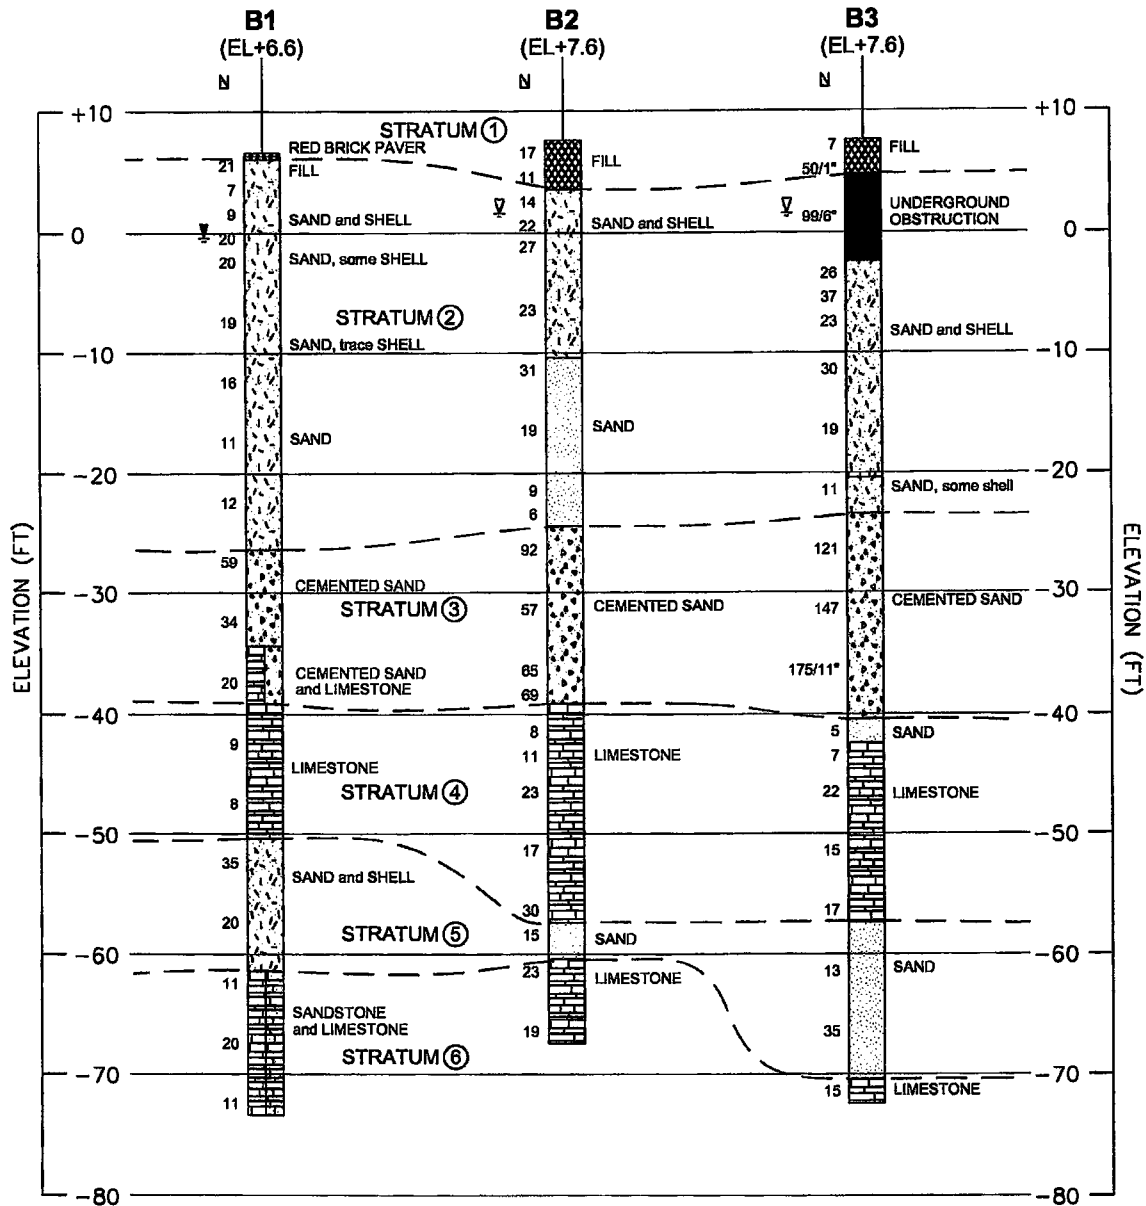 B1
(EL+6.6)
B2
(EL+7.6)
B3
(EL+7.6)
N
N
N
+10
+10
STRATUM 1
RED BRICK PAVER
21
FILL
17
FILL
11
7
FILL
50/1"
7
14
UNDERGROUND
OBSTRUCTION
9
SAND and SHELL
22
SAND and SHELL
99/6"
0
20
27
0
20
SAND, some SHELL
26
37
19
STRATUM 2
23
23
SAND and SHELL
SAND, trace SHELL
-10
-10
16
31
30
11
SAND
19
SAND
19
-20
-20
12
9
11
SAND, some shell
6
59
92
121
CEMENTED SAND
-30
-30
STRATUM 3
34
57
CEMENTED SAND
147
CEMENTED SAND
ELEVATION (FT)
ELEVATION (FT)
20
CEMENTED SAND
and LIMESTONE
65
69
175/11"
-40
-40
9
LIMESTONE
8
11
LIMESTONE
5
SAND
7
STRATUM 4
8
23
22
LIMESTONE
-50
-50
35
SAND and SHELL
17
15
20
30
17
STRATUM 5
15
SAND
-60
-60
11
23
LIMESTONE
13
SAND
SANDSTONE
and LIMESTONE
20
19
35
STRATUM 6
-70
-70
11
15
LIMESTONE
-80
-80